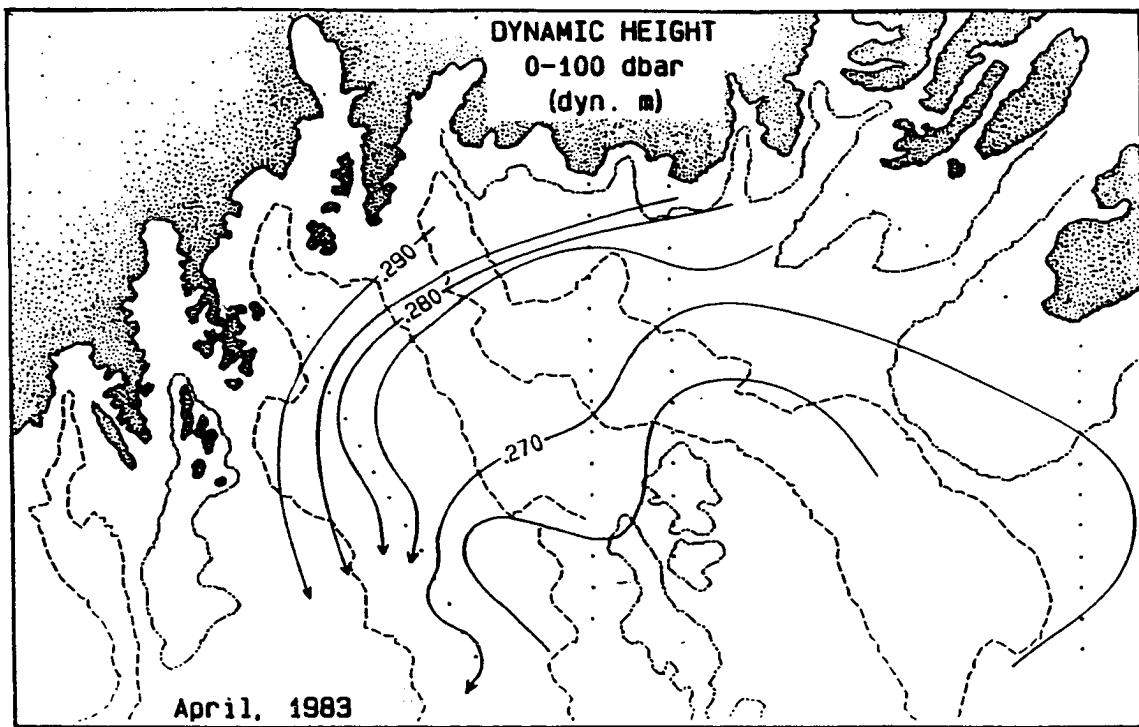 DYNAMIC HEIGHT
0-100 dbar
(dyn. m)
.290
.280
.270
April, 1983